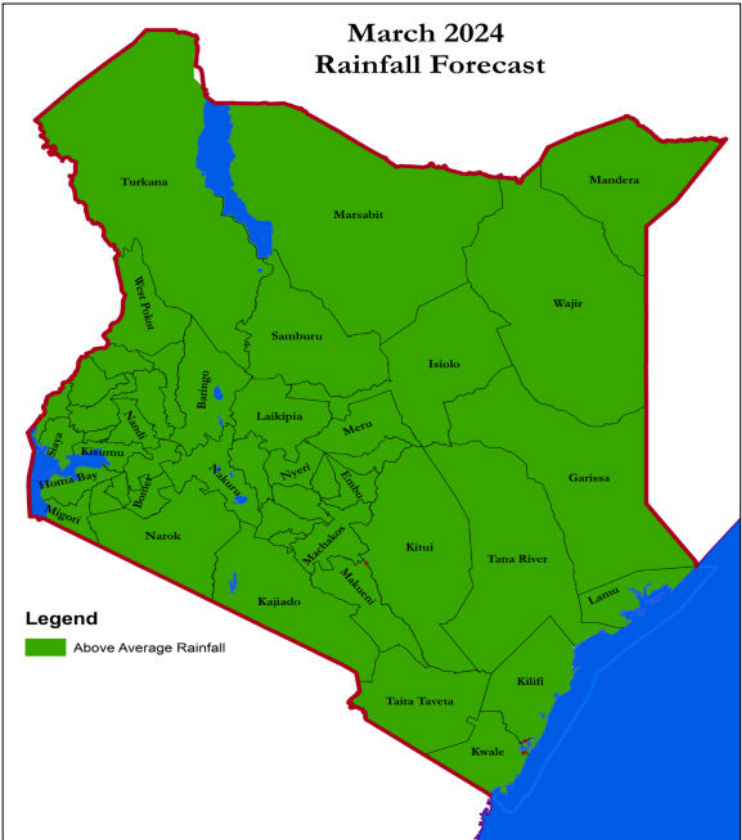 March 2024
Rainfall Forecast
Turkana
Marsabit
Mandera
West Pokot
Samburu
Wajir
Isiolo
Baringo
Laikipia
Meru
Nandi
Siaya
Kisumu
Homa Bay
Bomet
Nakuru
Nyeri
Embu
Garissa
Migori
Narok
Machakos
Kitui
Tana River
Makueni
Kajiado
Lamu
Legend
Above Average Rainfall
Kilifi
Taita Taveta
Kwale